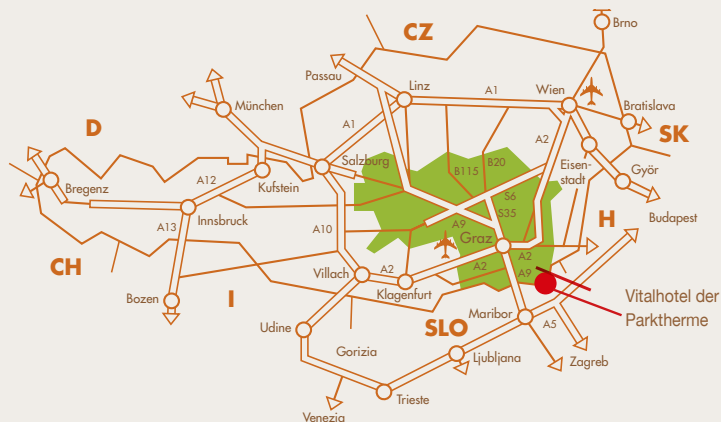 Brno
CZ
Passau
Linz
A1
Wien
München
Bratislava
A1
A2
SK
D
Salzburg
B115
B20
Eisen-
stadt
Györ
A12
Kufstein
Bregenz
S6
Innsbruck
S35
H
Budapest
A13
A10
A9
Graz
CH
A2
Villach
A2
A2
A9
Klagenfurt
Bozen
I
Vitalhotel der
Parktherme
Maribor
A5
Udine
SLO
Gorizia
Ljubljana
Zagreb
Trieste
Venezia